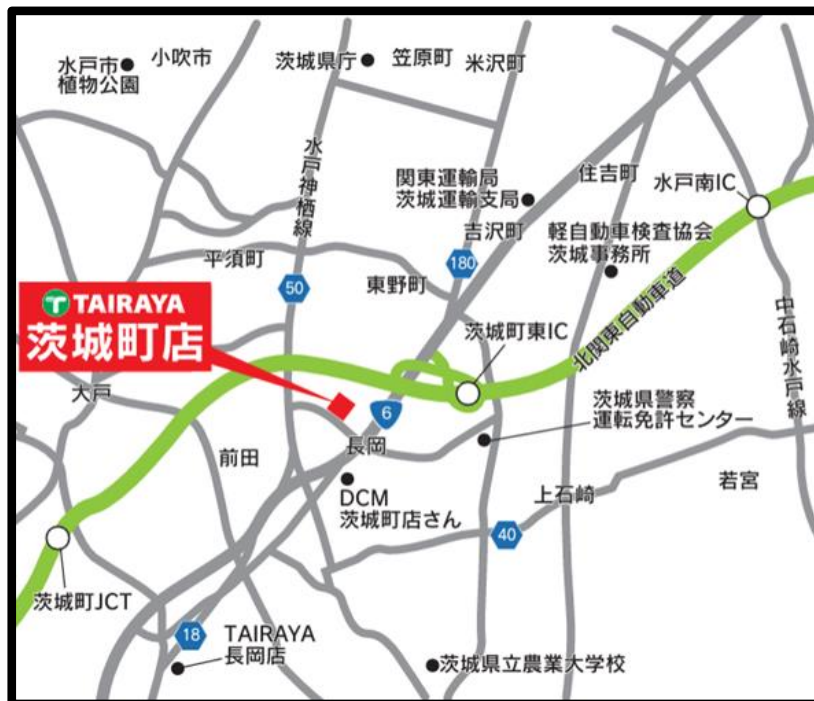 水戸市
植物公園
小吹市
茨城県庁
笠原町
米沢町
水戸神栖線
関東運輸局
茨城運輸支局
住吉町
水戸南IC
吉沢町
軽自動車検査協会
茨城事務所
平須町
180
50
東野町
北関東自動車道
TAIRAYA
茨城町店
茨城町東IC
中石崎水戸線
大戸
6
茨城県警察
運転免許センター
長岡
前田
若宮
上石崎
DCM
茨城町店さん
40
茨城町JCT
18
TAIRAYA
長岡店
茨城県立農業大学校